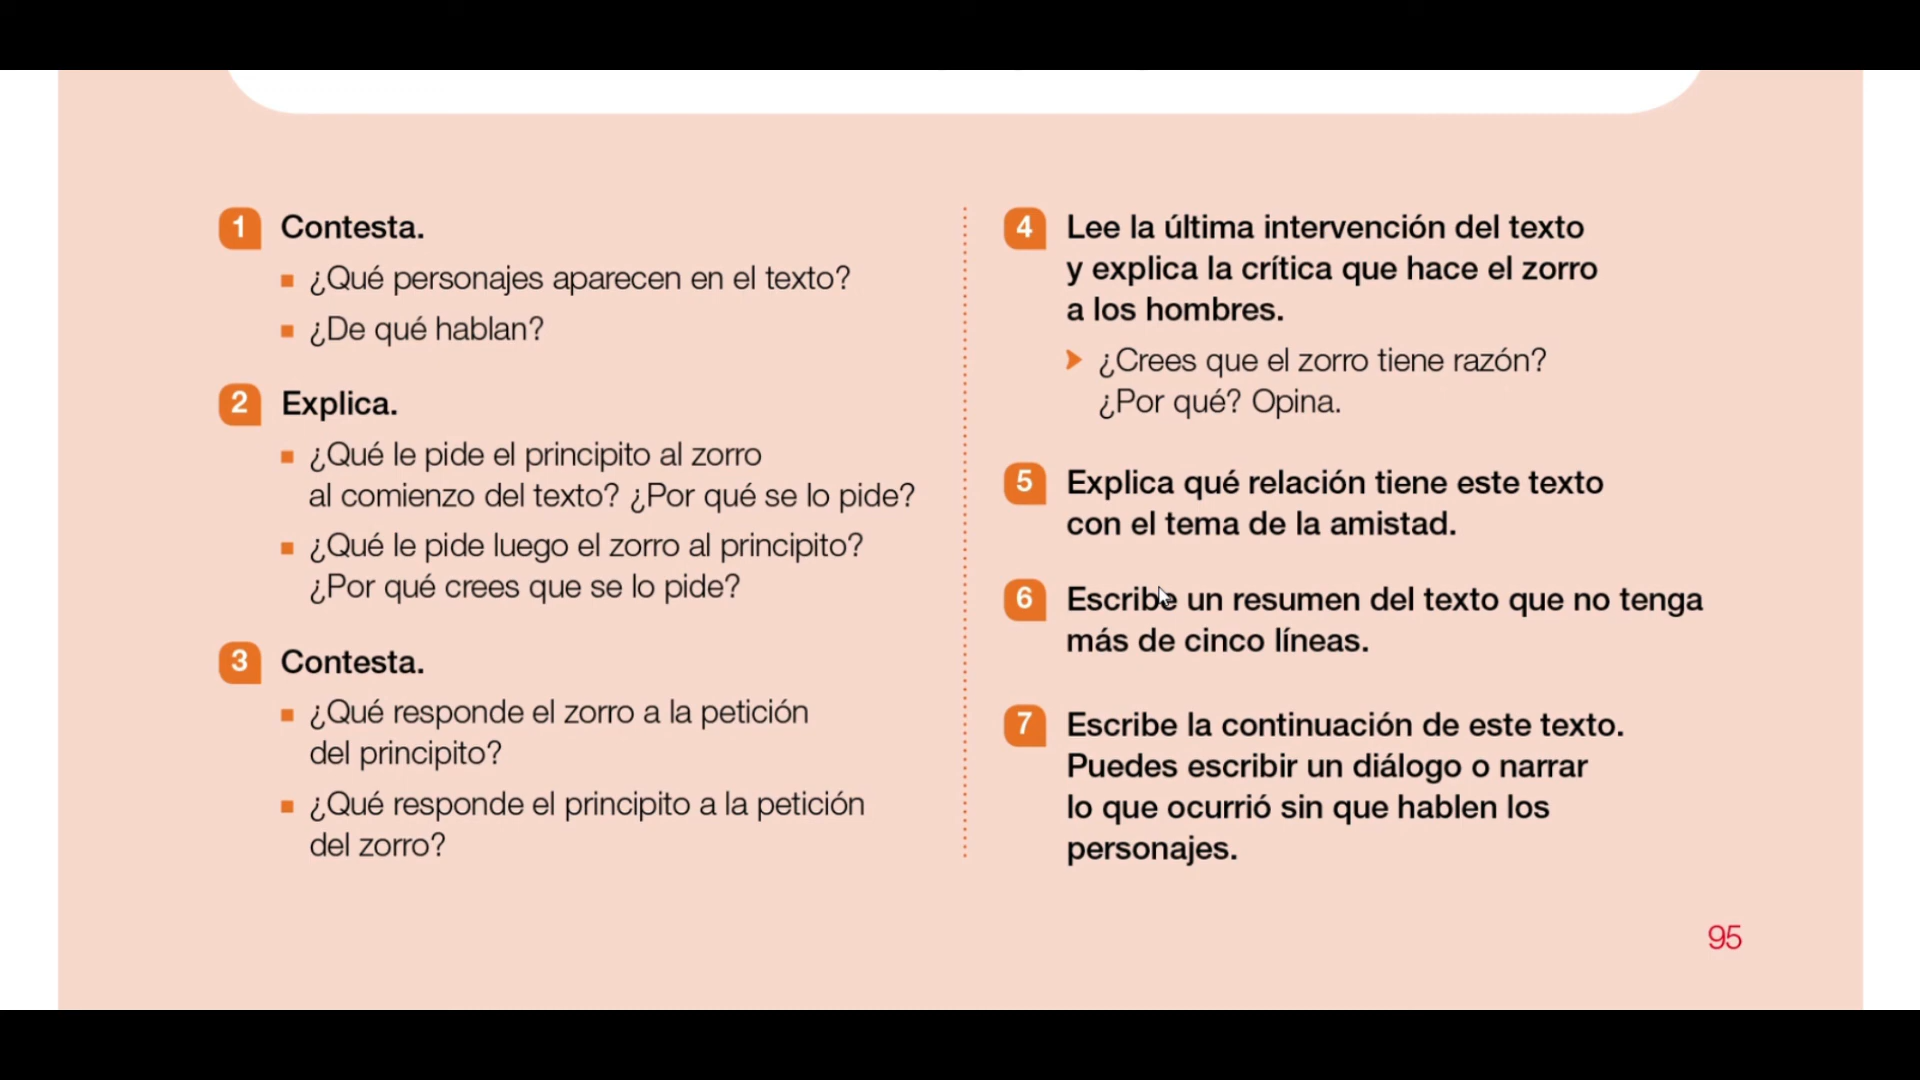 1 Contesta.
¿Qué personajes aparecen en el texto?
¿De qué hablan?
2 Explica.
¿Qué le pide el principito al zorro
al comienzo del texto? ¿Por qué se lo pide?
¿Qué le pide luego el zorro al principito?
¿Por qué crees que se lo pide?
3 Contesta.
¿Qué responde el zorro a la petición
del principito?
¿Qué responde el principito a la petición
del zorro?
4 Lee la última intervención del texto
y explica la crítica que hace el zorro
a los hombres.
¿Crees que el zorro tiene razón?
¿Por qué? Opina.
5 Explica qué relación tiene este texto
con el tema de la amistad.
6 Escribe un resumen del texto que no tenga
más de cinco líneas.
7 Escribe la continuación de este texto.
Puedes escribir un diálogo o narrar
lo que ocurrió sin que hablen los
personajes.
95